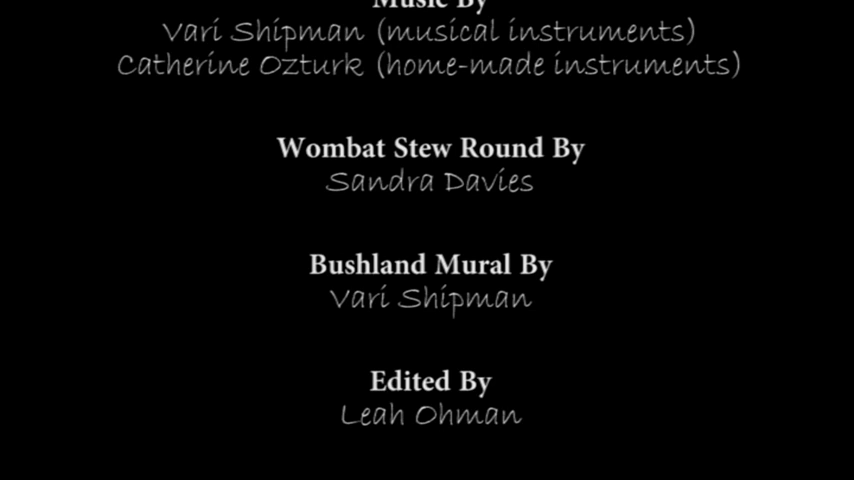 Music By
Vari Shipman (musical instruments)
Catherine Ozturk (home-made instruments)
Wombat Stew Round By
Sandra Davies
Bushland Mural By
Vari Shipman
Edited By
Leah Ohman